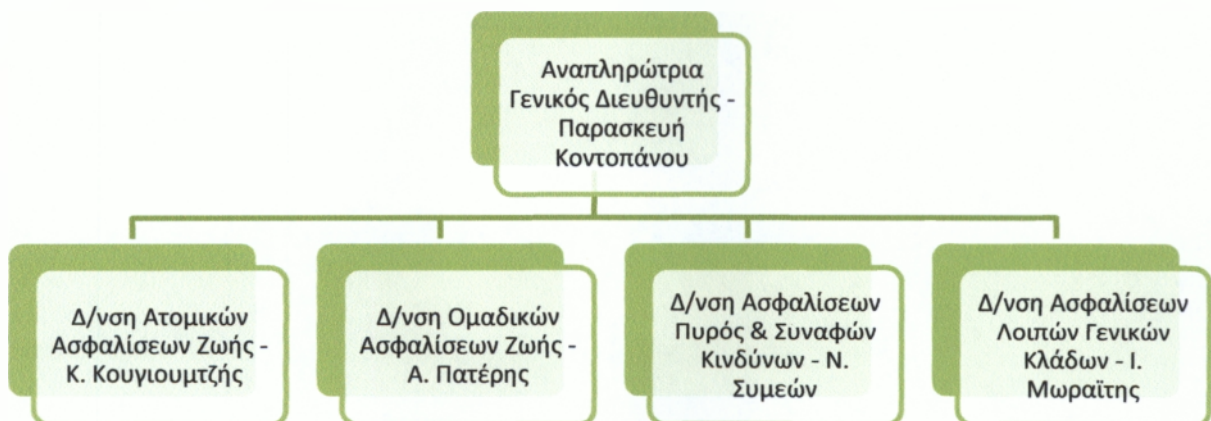 Αναπληρώτρια
Γενικός Διευθυντής -
Παρασκευή
Κοντοπάνου
Δ/νση Ατομικών
Ασφαλίσεων Ζωής -
Κ. Κουγιουμτζής
Δ/νση Ομαδικών
Ασφαλίσεων Ζωής -
Α. Πατέρης
Δ/νση Ασφαλίσεων
Πυρός & Συναφών
Κινδύνων - Ν.
Συμεών
Δ/νση Ασφαλίσεων
Λοιπών Γενικών
Κλάδων - Ι.
Μωραΐτης